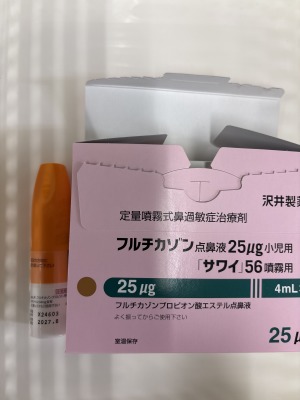 沢井製薬
定量噴霧式鼻過敏症治療剤
フルチカゾン点鼻液25μg小児用
「サワイ」56噴霧用
25μg
4mL
フルチカゾンプロピオン酸エステル点鼻液
よく振ってからご使用下さい
室温保存
25
X24603
2027.6